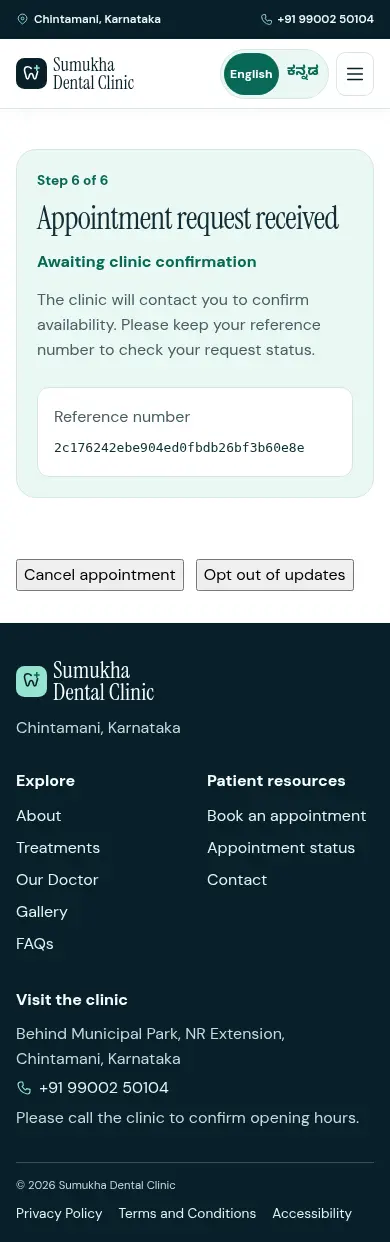 Chintamani, Karnataka
+91 99002 50104
Sumukha
Dental Clinic
English
ಕನ್ನಡ
Step 6 of 6
Appointment request received
Awaiting clinic confirmation
The clinic will contact you to confirm
availability. Please keep your reference
number to check your request status.
Reference number
2c176242ebe904ed0fbdb26bf3b60e8e
Cancel appointment
Opt out of updates
Sumukha
Dental Clinic
Chintamani, Karnataka
Explore
About
Treatments
Our Doctor
Gallery
FAQs
Patient resources
Book an appointment
Appointment status
Contact
Visit the clinic
Behind Municipal Park, NR Extension,
Chintamani, Karnataka
+91 99002 50104
Please call the clinic to confirm opening hours.
© 2026 Sumukha Dental Clinic
Privacy Policy
Terms and Conditions
Accessibility